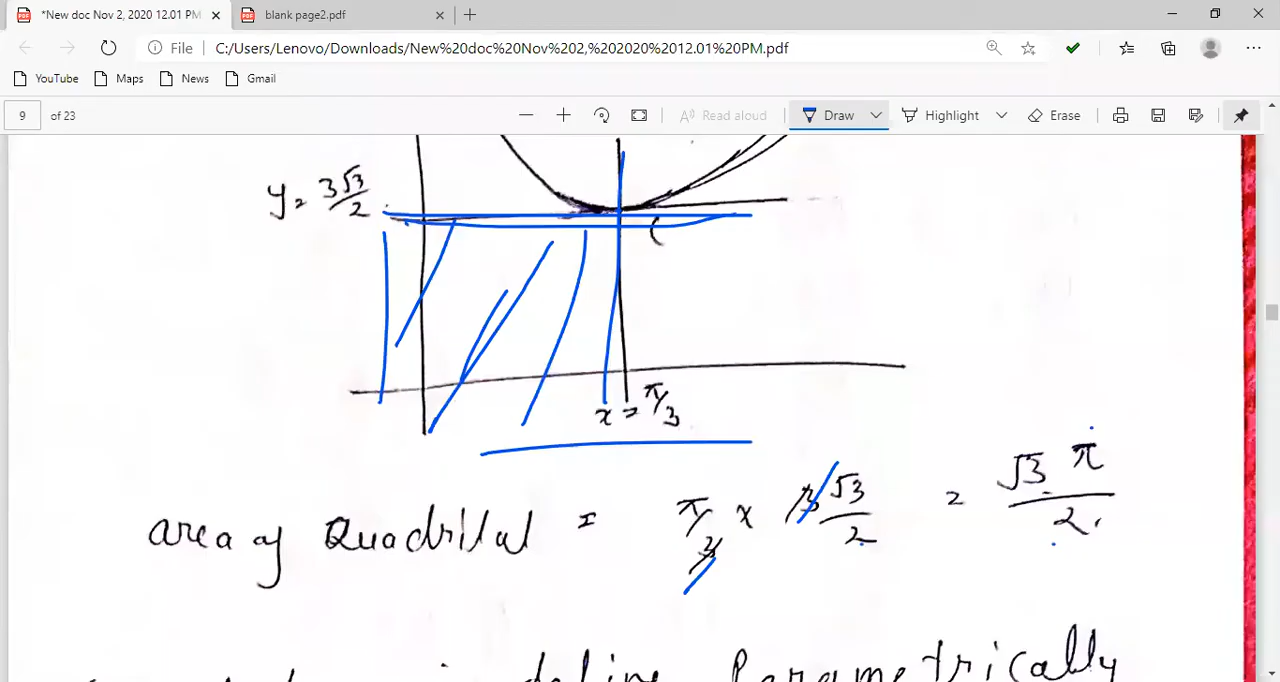 *New doc Nov 2, 2020 12.01 PM
blank page2.pdf
File
C:/Users/Lenovo/Downloads/New%20doc%20Nov%202,%202020%2012.01%20PM.pdf
YouTube
Maps
News
Gmail
9 of 23
Read aloud
Draw
Highlight
Erase
y = 3√3/2
x = π/3
area of Quadrilal = π/3 x 3√3/2 = √3 π/2.
define Parametrically